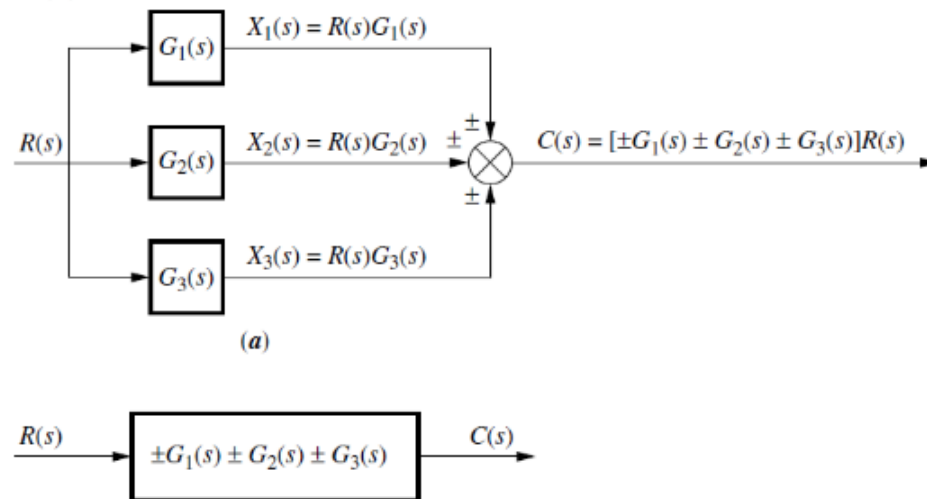 G₁(s) X₁(s) = R(s)G₁(s)
±
R(s) G₂(s) X₂(s) = R(s)G₂(s) ± C(s) = [±G₁(s) ± G₂(s) ± G₃(s)]R(s)
±
G₃(s) X₃(s) = R(s)G₃(s)
(a)
R(s) ±G₁(s) ± G₂(s) ± G₃(s) C(s)